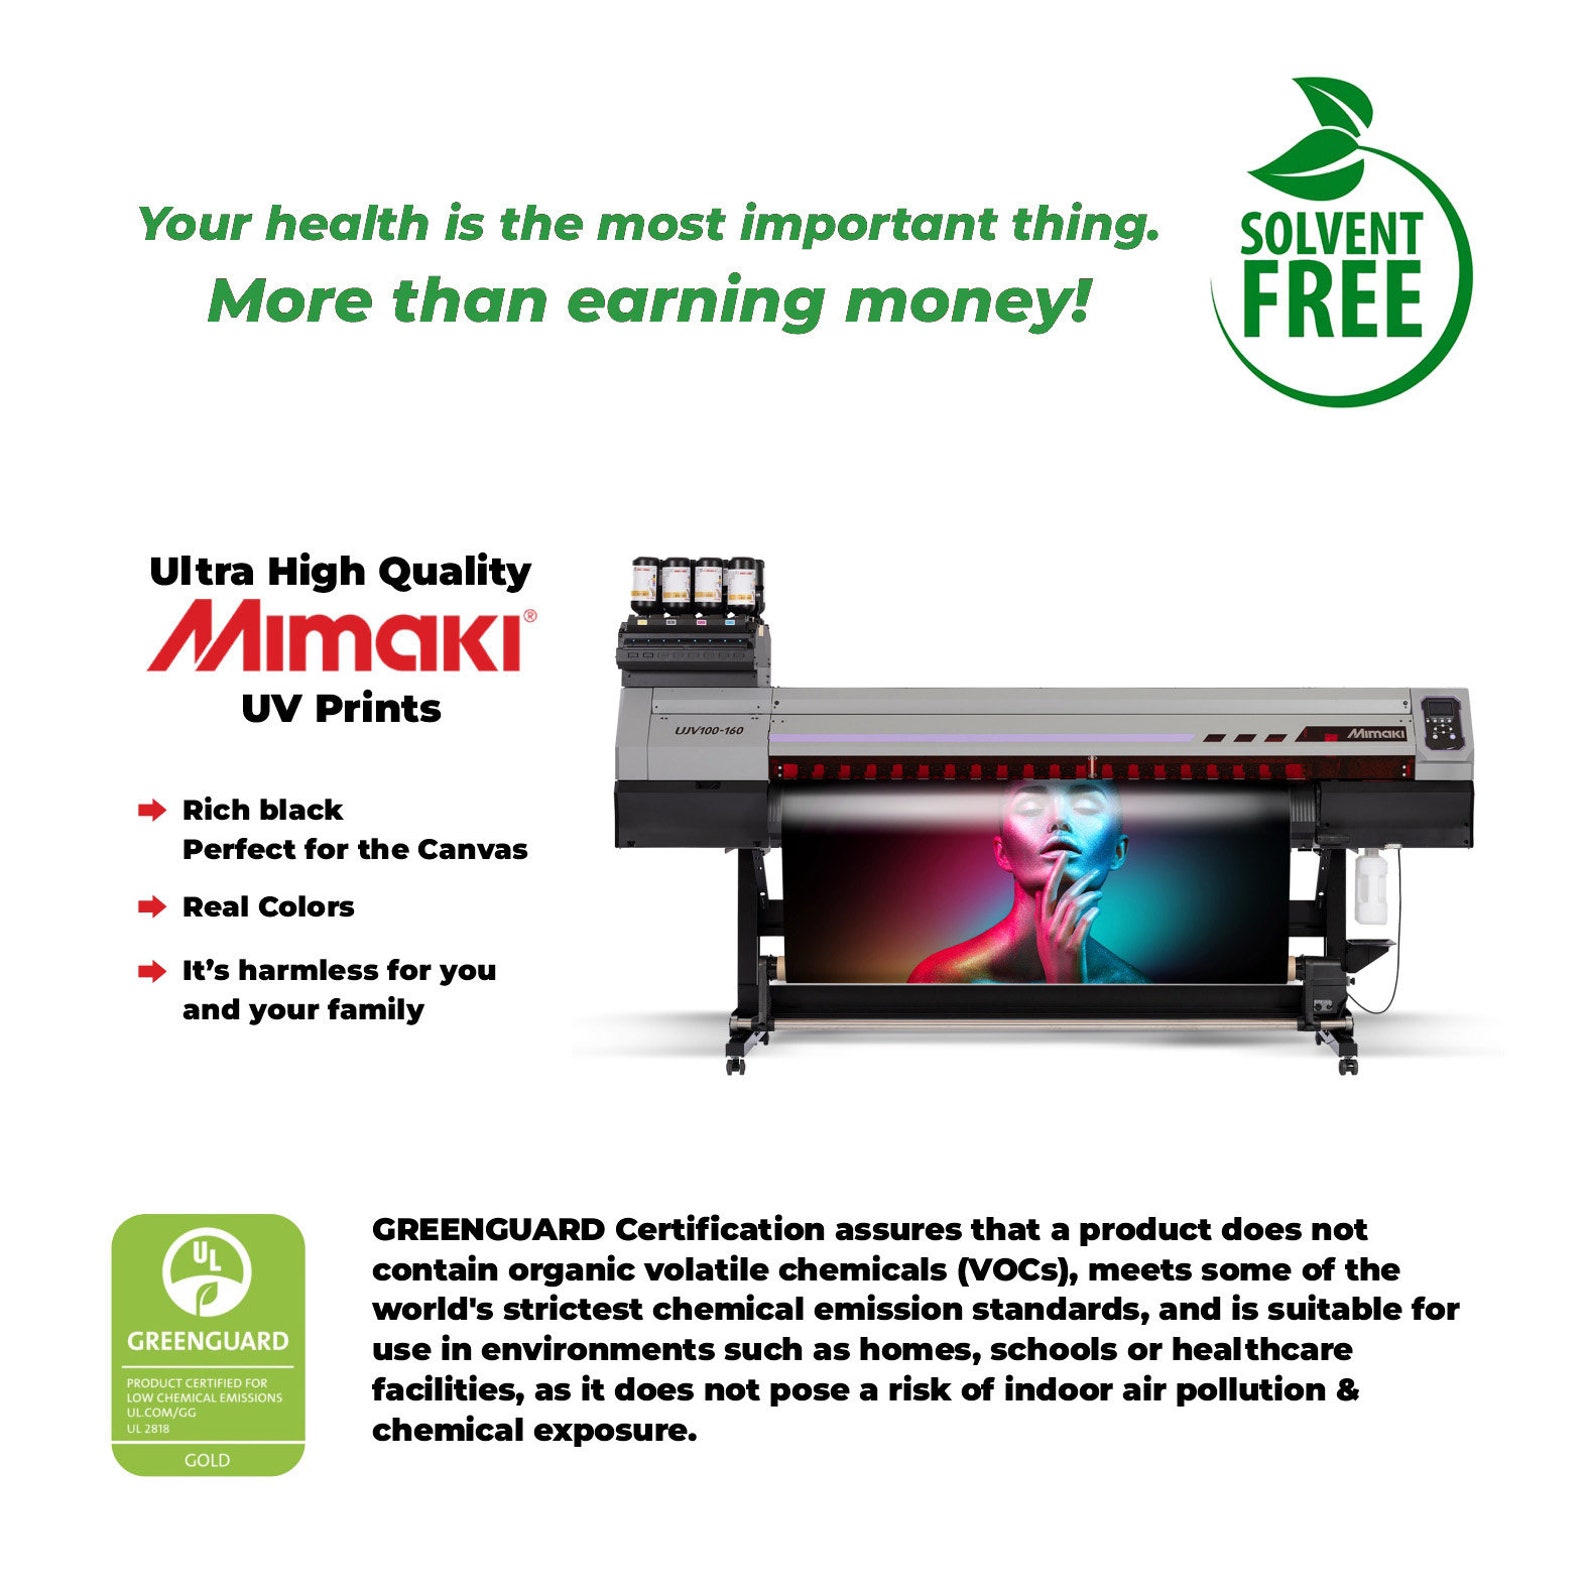 Your health is the most important thing.
More than earning money!
SOLVENT
FREE
Ultra High Quality
Mimaki®
UV Prints
Rich black
Perfect for the Canvas
Real Colors
It's harmless for you
and your family
UJV100-160
Mimaki
GREENGUARD Certification assures that a product does not
contain organic volatile chemicals (VOCs), meets some of the
world's strictest chemical emission standards, and is suitable for
use in environments such as homes, schools or healthcare
facilities, as it does not pose a risk of indoor air pollution &
chemical exposure.
UL
GREENGUARD
PRODUCT CERTIFIED FOR
LOW CHEMICAL EMISSIONS
UL.COM/GG
UL 2818
GOLD